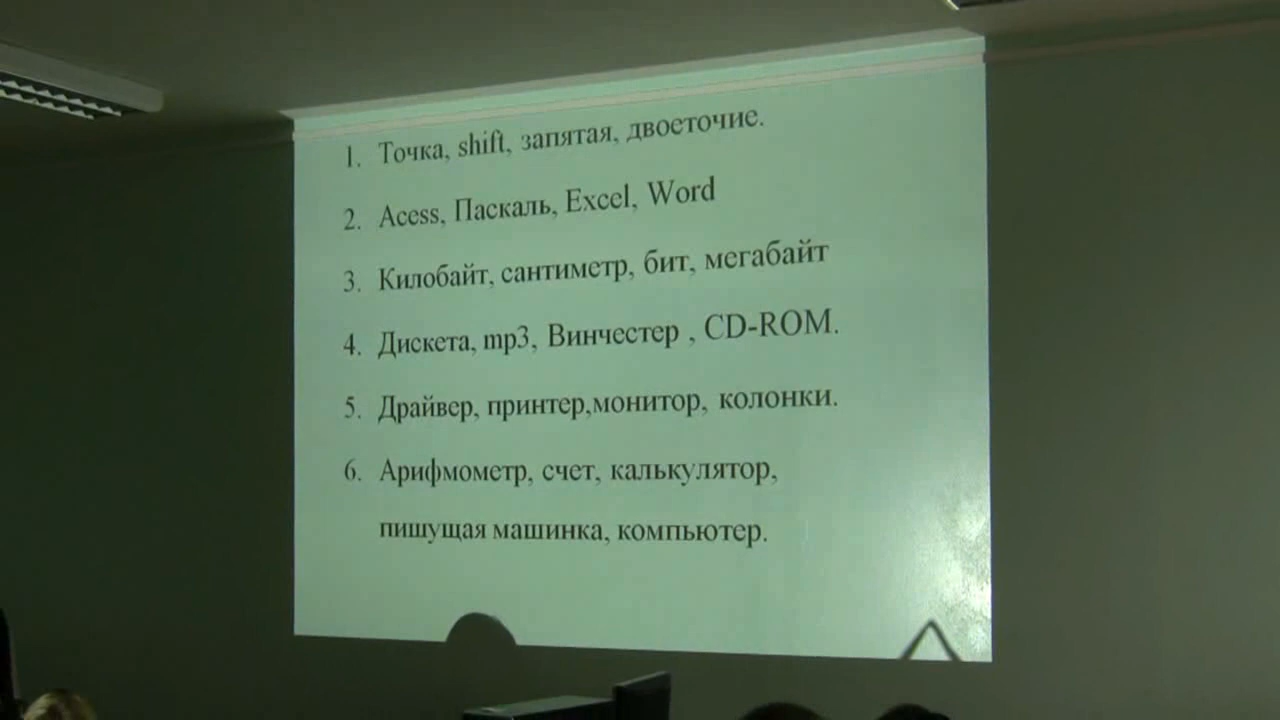 1. Точка, shift, запятая, двоеточие.
2. Acess, Паскаль, Excel, Word
3. Килобайт, сантиметр, бит, мегабайт
4. Дискета, mp3, Винчестер , CD-ROM.
5. Драйвер, принтер,монитор, колонки.
6. Арифмометр, счет, калькулятор,
пишущая машинка, компьютер.